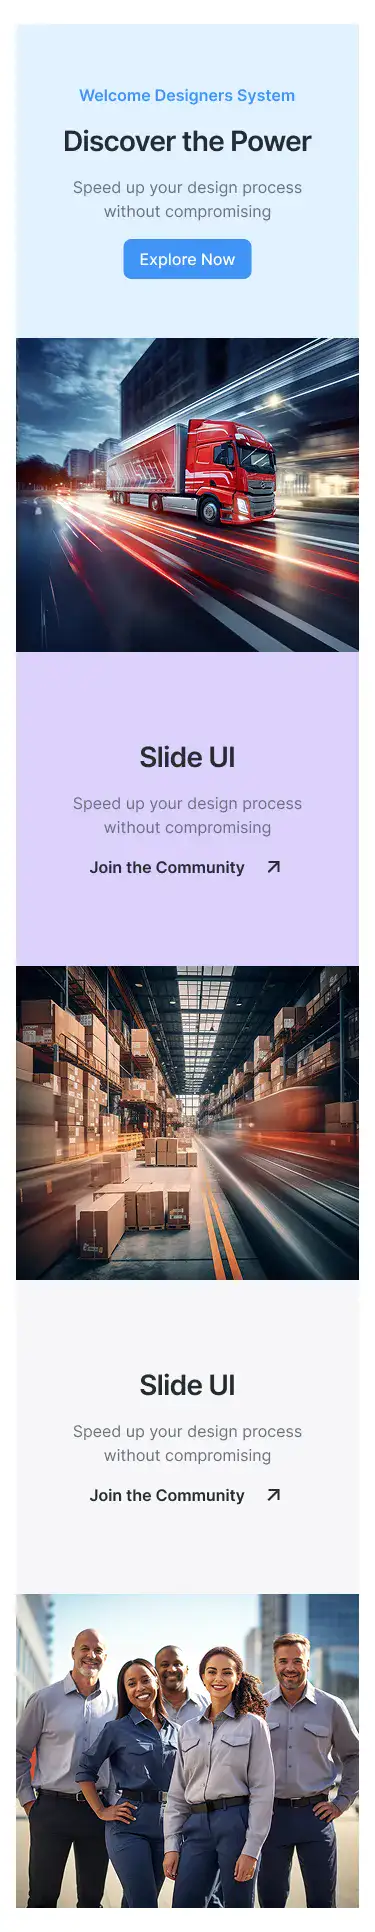 Welcome Designers System
Discover the Power
Speed up your design process
without compromising
Explore Now
Slide UI
Speed up your design process
without compromising
Join the Community
Slide UI
Speed up your design process
without compromising
Join the Community